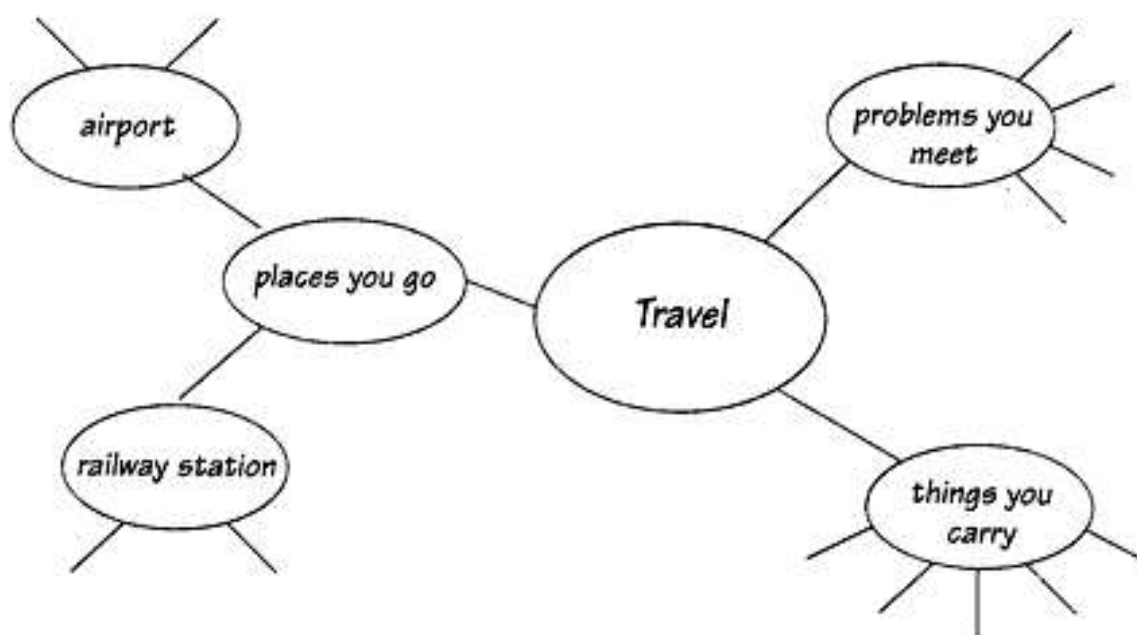 airport
problems you
meet
places you go
Travel
railway station
things you
carry